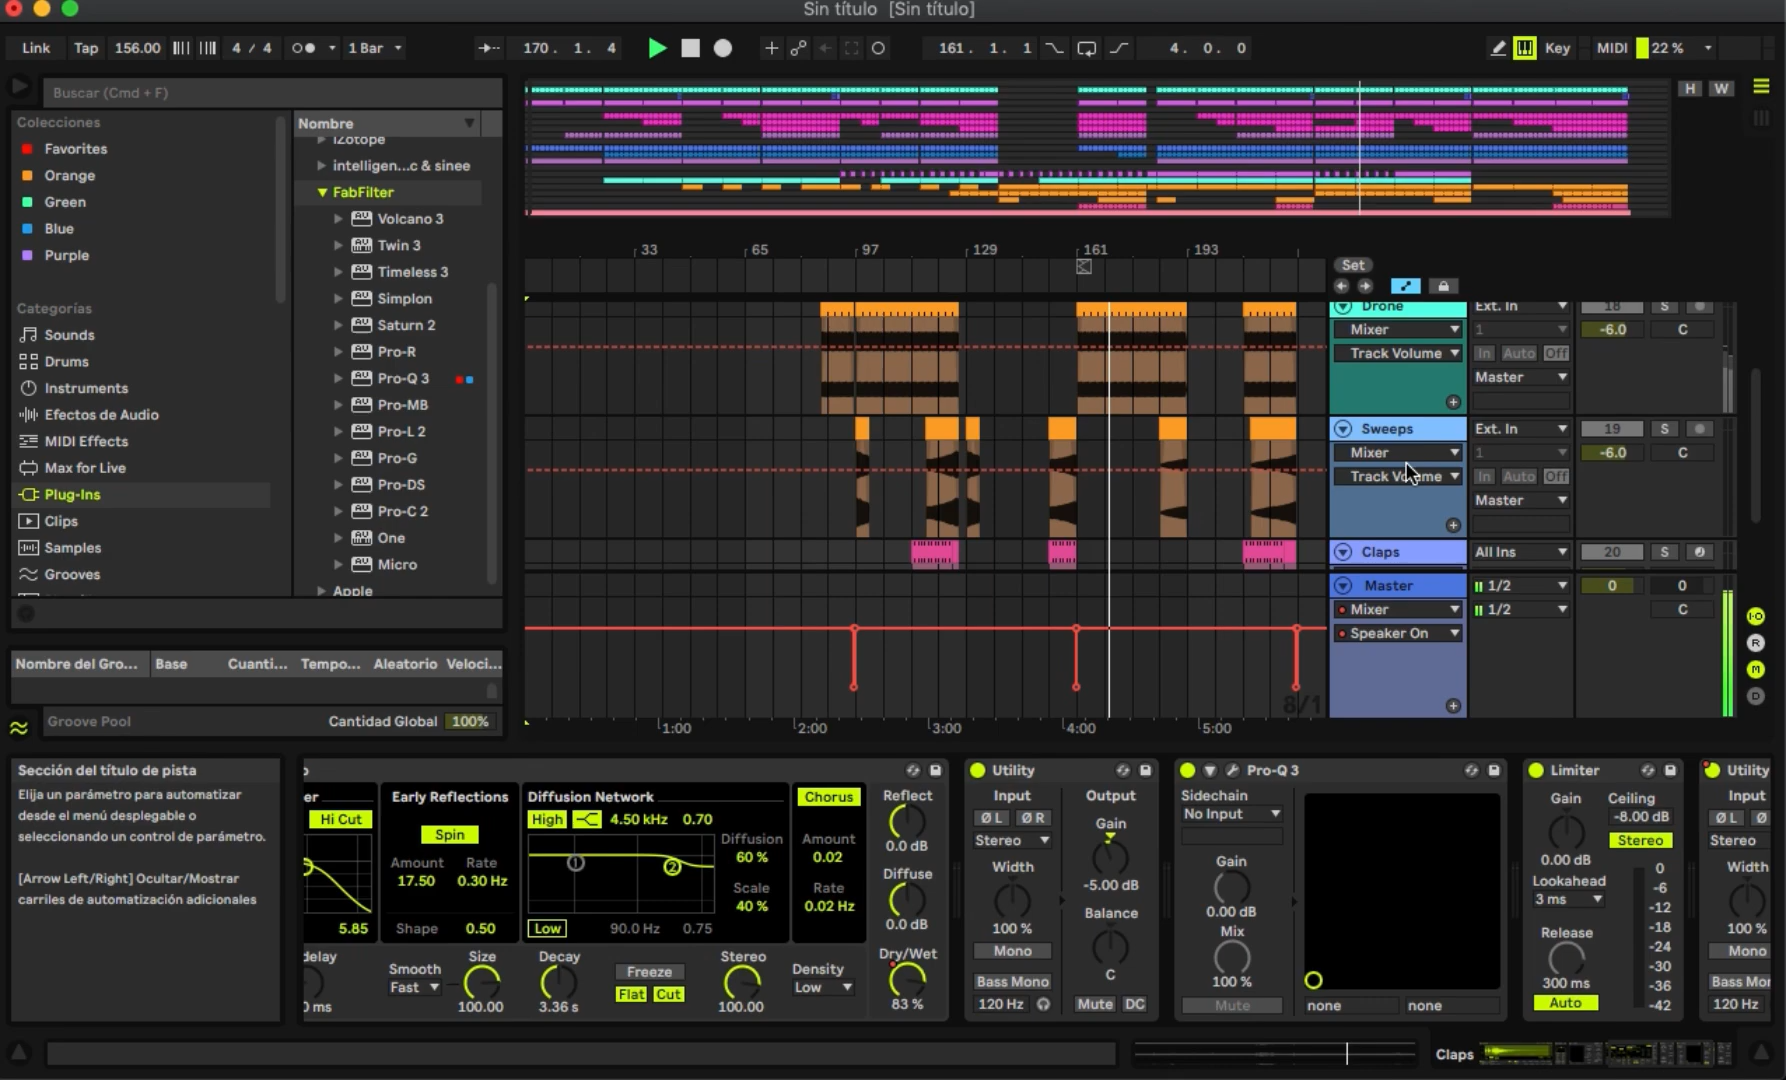 Sin título [Sin título]
Link Tap 156.00 4 / 4 1 Bar 170. 1. 4 161. 1. 1 4. 0. 0 Key MIDI 22 %
Buscar (Cmd + F)
H W
Colecciones
Favorites
Orange
Green
Blue
Purple
Categorías
Sounds
Drums
Instruments
Efectos de Audio
MIDI Effects
Max for Live
Plug-Ins
Clips
Samples
Grooves
Nombre
iZotope
intelligen...c & sinee
FabFilter
Volcano 3
Twin 3
Timeless 3
Simplon
Saturn 2
Pro-R
Pro-Q 3
Pro-MB
Pro-L 2
Pro-G
Pro-DS
Pro-C 2
One
Micro
Apple
33 65 97 129 161 193
Set
Drone Ext. In 18 S
Mixer 1 -6.0 C
Track Volume In Auto Off
Master
Sweeps Ext. In 19 S
Mixer 1 -6.0 C
Track Volume In Auto Off
Master
Claps All Ins 20 S
Master 1/2 0 0
Mixer 1/2 C
Speaker On
8/1
1:00 2:00 3:00 4:00 5:00
I·O
R
M
D
Nombre del Gro... Base Cuanti... Tempo... Aleatorio Veloci...
Groove Pool Cantidad Global 100%
Sección del título de pista
Elija un parámetro para automatizar
desde el menú desplegable o
seleccionando un control de parámetro.
[Arrow Left/Right] Ocultar/Mostrar
carriles de automatización adicionales
er
Hi Cut
5.85
delay
0 ms
Early Reflections
Spin
Amount Rate
17.50 0.30 Hz
Shape 0.50
Smooth
Fast
Size
100.00
Decay
3.36 s
Diffusion Network
High 4.50 kHz 0.70
1 2
Diffusion
60 %
Scale
40 %
Low 90.0 Hz 0.75
Freeze
Flat Cut
Stereo
100.00
Chorus
Amount
0.02
Rate
0.02 Hz
Density
Low
Reflect
0.0 dB
Diffuse
0.0 dB
Dry/Wet
83 %
Utility
Input
Ø L Ø R
Stereo
Width
100 %
Mono
Bass Mono
120 Hz
Output
Gain
-5.00 dB
Balance
C
Mute DC
Pro-Q 3
Sidechain
No Input
Gain
0.00 dB
Mix
100 %
Mute
none none
Limiter
Gain
0.00 dB
Ceiling
-8.00 dB
Stereo
Lookahead
3 ms
Release
300 ms
Auto
0
-6
-12
-18
-24
-30
-36
-42
Utility
Input
Ø L Ø
Stereo
Width
100 %
Mono
Bass Mor
120 Hz
Claps